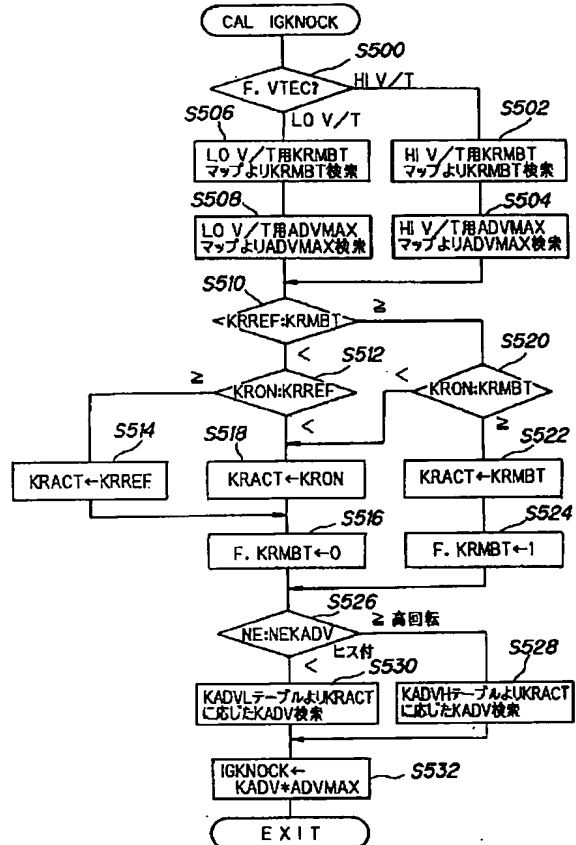 CAL IGKNOCK
S500
F. VTEC?
HI V/T
LO V/T
S506
S502
LO V/T用KRMBT
マップよりKRMBT検索
HI V/T用KRMBT
マップよりKRMBT検索
S508
S504
LO V/T用ADVMAX
マップよりADVMAX検索
HI V/T用ADVMAX
マップよりADVMAX検索
S510
KRREF:KRMBT
≧
<
S512
S520
≧
KRON:KRREF
<
KRON:KRMBT
<
≧
S514
S518
S522
KRACT←KRREF
KRACT←KRON
KRACT←KRMBT
S516
S524
F. KRMBT←0
F. KRMBT←1
S526
NE:NEKADV
≧ 高回転
ヒス付
<
S530
S528
KADVLテーブルよりKRACT
に応じたKADV検索
KADVHテーブルよりKRACT
に応じたKADV検索
IGKNOCK←
KADV*ADVMAX
S532
EXIT